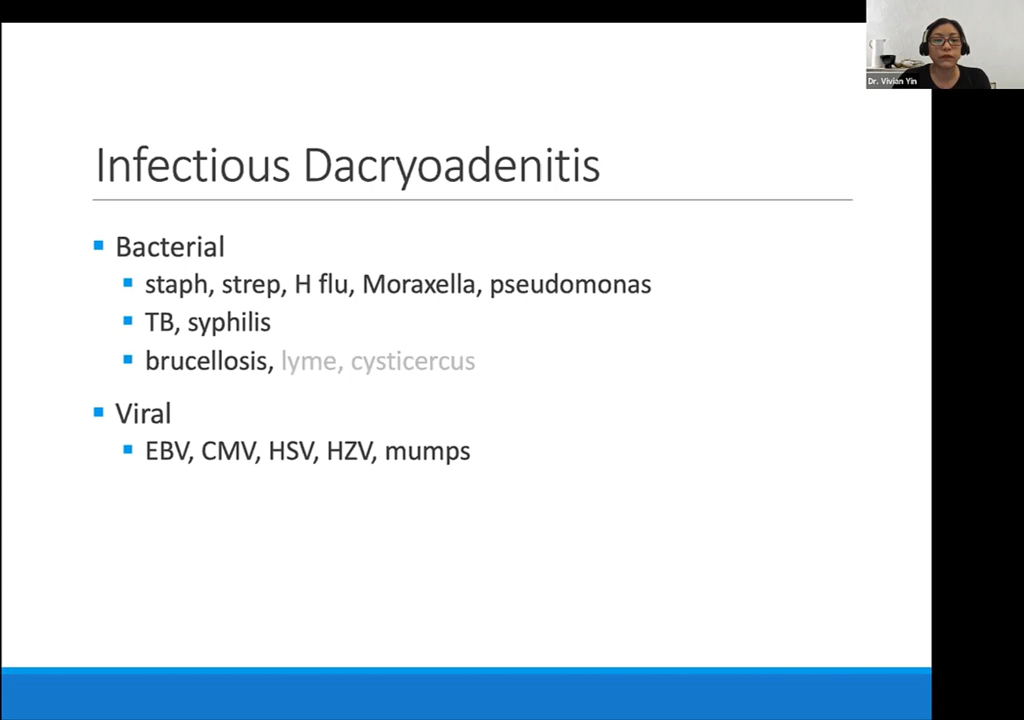 Dr. Vivian Yin
Infectious Dacryoadenitis
Bacterial
staph, strep, H flu, Moraxella, pseudomonas
TB, syphilis
brucellosis, lyme, cysticercus
Viral
EBV, CMV, HSV, HZV, mumps